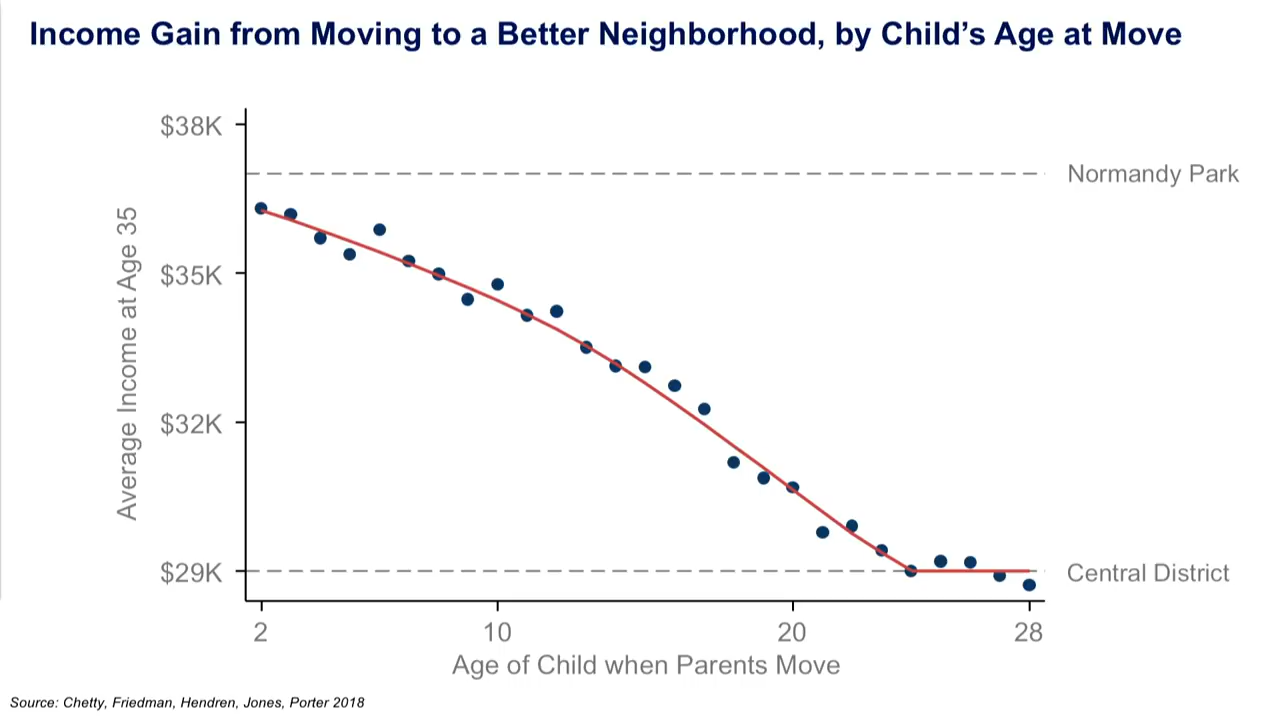 Income Gain from Moving to a Better Neighborhood, by Child’s Age at Move
$38K
Normandy Park
Average Income at Age 35
$35K
$32K
$29K
Central District
2 10 20 28
Age of Child when Parents Move
Source: Chetty, Friedman, Hendren, Jones, Porter 2018